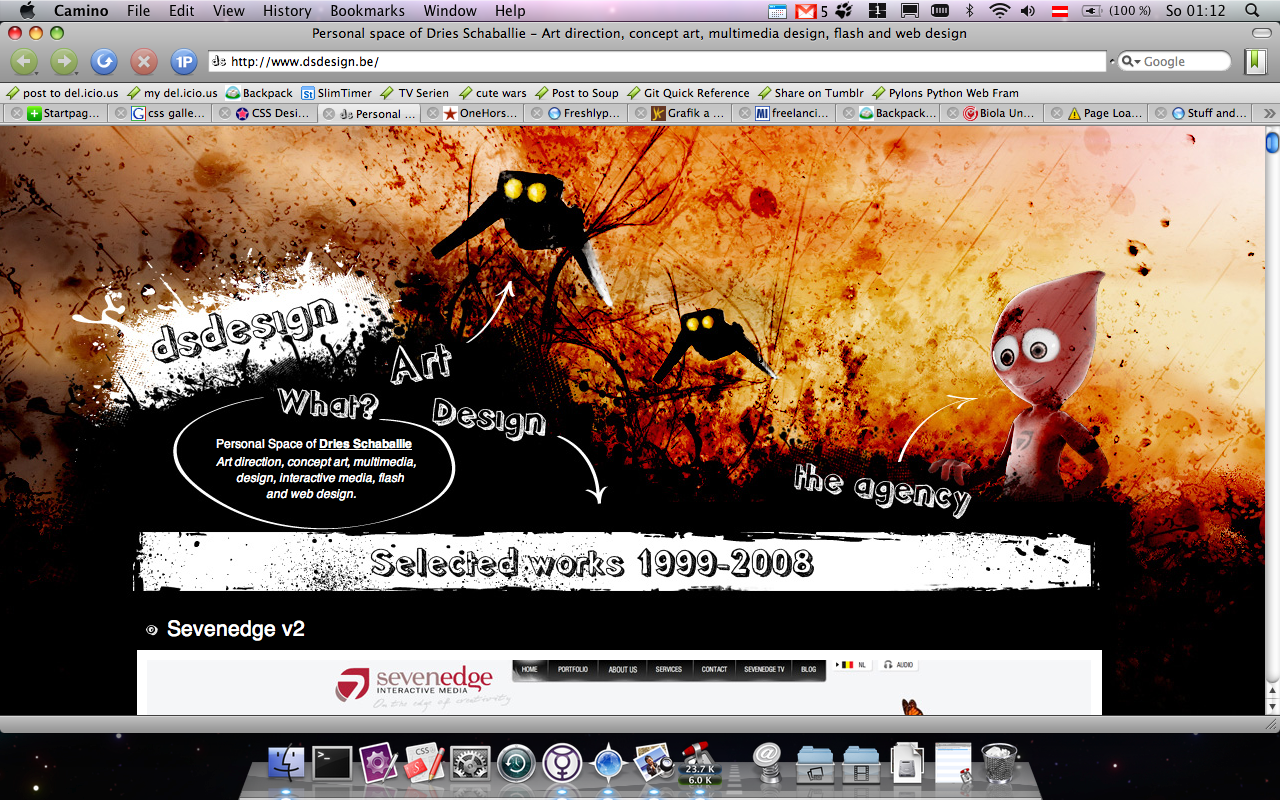 Camino File Edit View History Bookmarks Window Help 5 1 (100 %) So 01:12
Personal space of Dries Schaballie – Art direction, concept art, multimedia design, flash and web design
1P ds http://www.dsdesign.be/ Google
post to del.icio.us my del.icio.us Backpack St SlimTimer TV Serien cute wars Post to Soup Git Quick Reference Share on Tumblr Pylons Python Web Fram
Startpag... G css galle... CSS Desi... ds Personal ... OneHors... Freshlyp... Grafik a ... MI freelanci... Backpack... Biola Un... Page Loa... Stuff and...
dsdesign
Art
What?
Design
Personal Space of Dries Schaballie
Art direction, concept art, multimedia,
design, interactive media, flash
and web design.
the agency
Selected works 1999-2008
Sevenedge v2
HOME PORTFOLIO ABOUT US SERVICES CONTACT SEVENEDGE TV BLOG NL AUDIO
sevenedge
INTERACTIVE MEDIA
On the edge of creativity
CSS
23.7 K
6.0 K